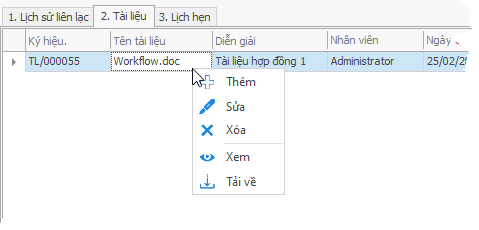 1. Lịch sử liên lạc 2. Tài liệu 3. Lịch hẹn
Ký hiệu. Tên tài liệu Diễn giải Nhân viên Ngày
TL/000055 Workflow.doc Tài liệu hợp đồng 1 Administrator 25/02/20
Thêm
Sửa
Xóa
Xem
Tải về